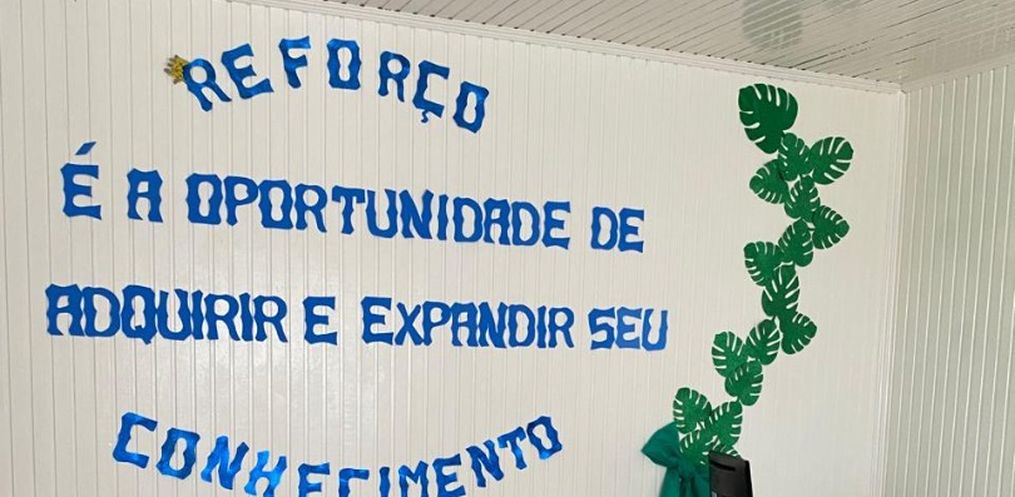 REFORÇO
É A OPORTUNIDADE DE
ADQUIRIR E EXPANDIR SEU
CONHECIMENTO